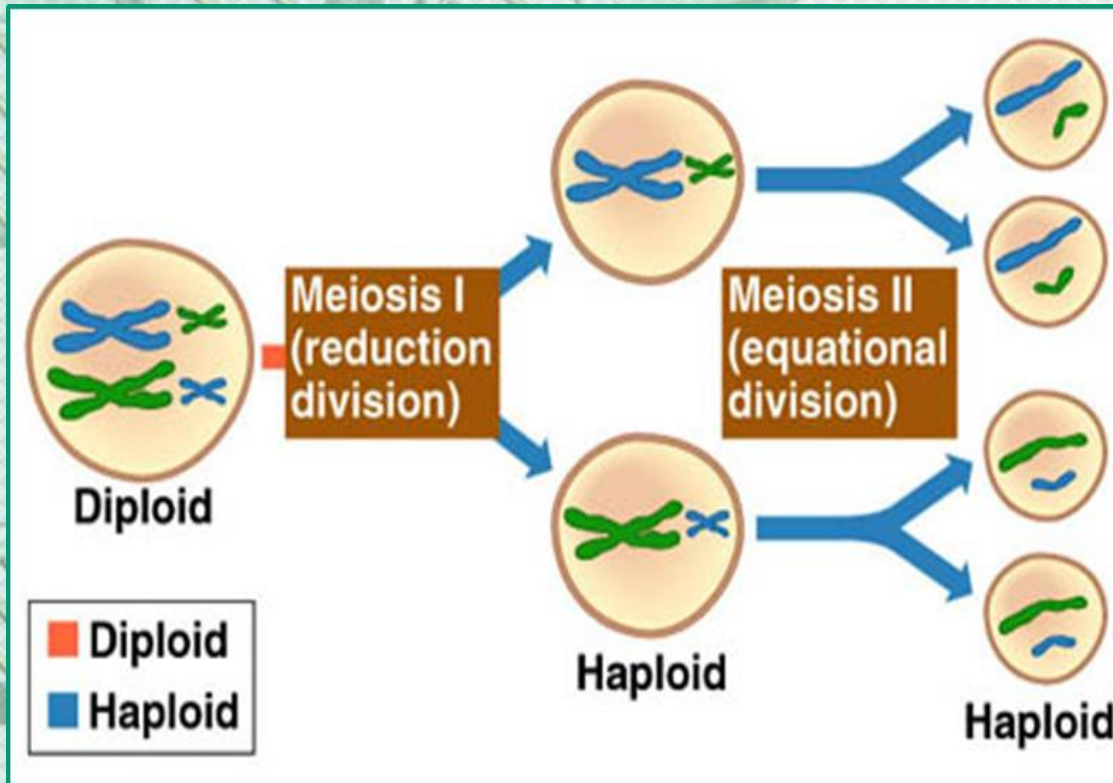 Diploid
Meiosis I
(reduction
division)
Haploid
Meiosis II
(equational
division)
Haploid
Diploid
Haploid